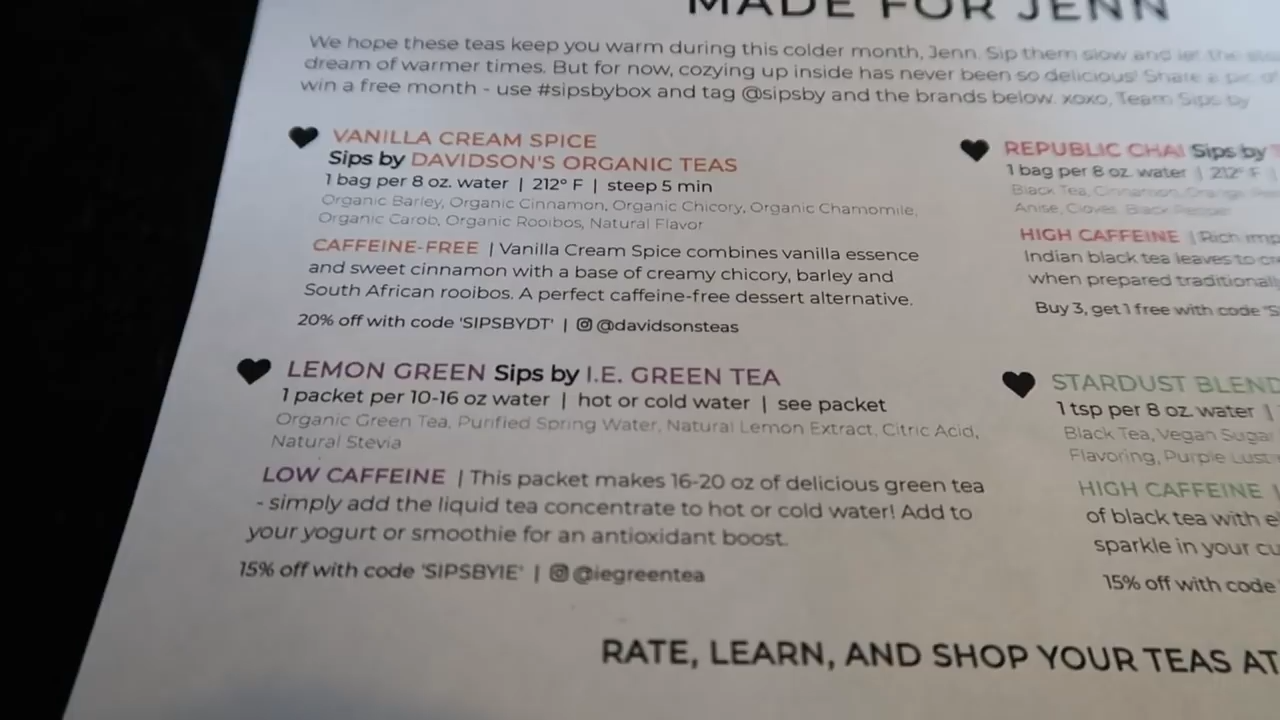 MADE FOR JENN
We hope these teas keep you warm during this colder month, Jenn. Sip them slow and let the
dream of warmer times. But for now, cozying up inside has never been so delicious! Share a pic of
win a free month - use #sipsbybox and tag @sipsby and the brands below. xoxo, Team Sips by
VANILLA CREAM SPICE
Sips by DAVIDSON'S ORGANIC TEAS
1 bag per 8 oz. water | 212° F | steep 5 min
Organic Barley, Organic Cinnamon, Organic Chicory, Organic Chamomile,
Organic Carob, Organic Rooibos, Natural Flavor
CAFFEINE-FREE | Vanilla Cream Spice combines vanilla essence
and sweet cinnamon with a base of creamy chicory, barley and
South African rooibos. A perfect caffeine-free dessert alternative.
20% off with code 'SIPSBYDT' | @davidsonsteas
LEMON GREEN Sips by I.E. GREEN TEA
1 packet per 10-16 oz water | hot or cold water | see packet
Organic Green Tea, Purified Spring Water, Natural Lemon Extract, Citric Acid,
Natural Stevia
LOW CAFFEINE | This packet makes 16-20 oz of delicious green tea
- simply add the liquid tea concentrate to hot or cold water! Add to
your yogurt or smoothie for an antioxidant boost.
15% off with code 'SIPSBYIE' | @iegreentea
REPUBLIC CHAI Sips by
1 bag per 8 oz. water | 212° F |
Black Tea, Cinnamon, Orange
Anise, Cloves, Black Pepper
HIGH CAFFEINE | Rich
Indian black tea leaves to
when prepared
Buy 3, get 1 free with code
STARDUST BLEND
1 tsp per 8 oz. water |
Black Tea, Vegan Sugar
Flavoring, Purple
HIGH CAFFEINE |
of black tea with
sparkle in your
15% off with code
RATE, LEARN, AND SHOP YOUR TEAS AT